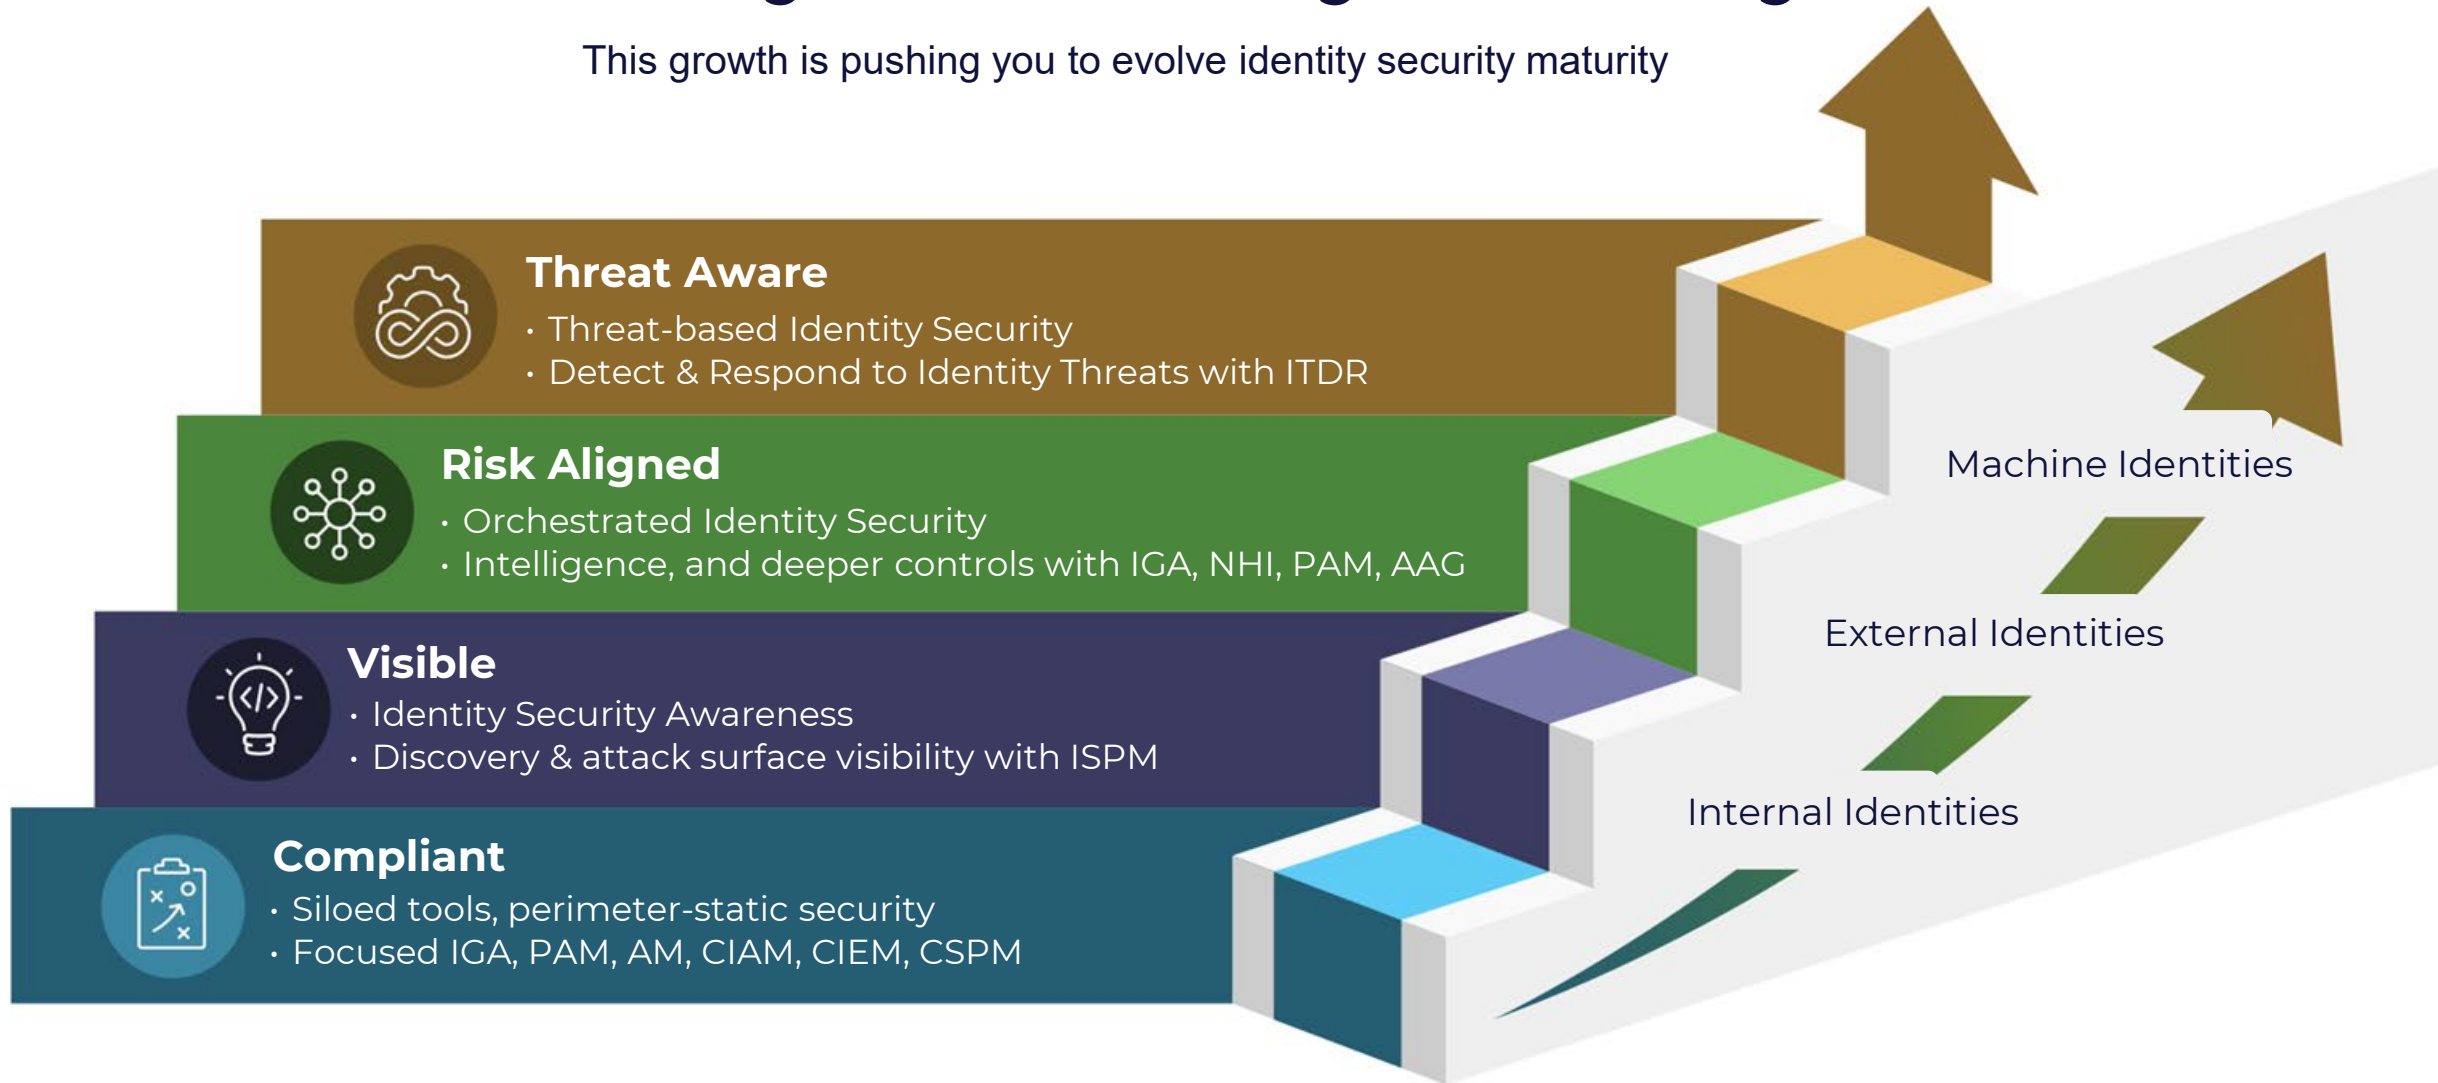 This growth is pushing you to evolve identity security maturity
Threat Aware
• Threat-based Identity Security
• Detect & Respond to Identity Threats with ITDR
Risk Aligned
• Orchestrated Identity Security
• Intelligence, and deeper controls with IGA, NHI, PAM, AAG
Visible
• Identity Security Awareness
• Discovery & attack surface visibility with ISPM
Compliant
• Siloed tools, perimeter-static security
• Focused IGA, PAM, AM, CIAM, CIEM, CSPM
Machine Identities
External Identities
Internal Identities